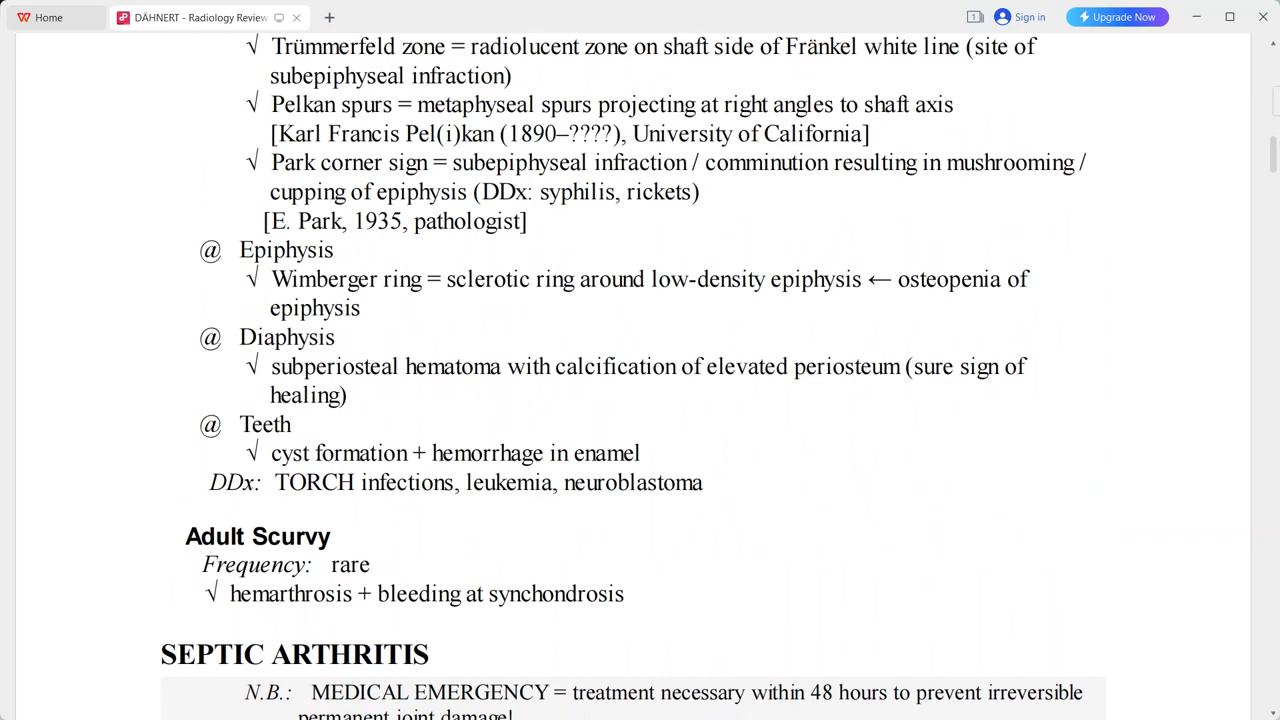 Home
DÄHNERT - Radiology Review
1
Sign in
Upgrade Now
√ Trümmerfeld zone = radiolucent zone on shaft side of Fränkel white line (site of
subepiphyseal infraction)
√ Pelkan spurs = metaphyseal spurs projecting at right angles to shaft axis
[Karl Francis Pel(i)kan (1890–????), University of California]
√ Park corner sign = subepiphyseal infraction / comminution resulting in mushrooming /
cupping of epiphysis (DDx: syphilis, rickets)
[E. Park, 1935, pathologist]
@ Epiphysis
√ Wimberger ring = sclerotic ring around low-density epiphysis ← osteopenia of
epiphysis
@ Diaphysis
√ subperiosteal hematoma with calcification of elevated periosteum (sure sign of
healing)
@ Teeth
√ cyst formation + hemorrhage in enamel
DDx: TORCH infections, leukemia, neuroblastoma
Adult Scurvy
Frequency: rare
√ hemarthrosis + bleeding at synchondrosis
SEPTIC ARTHRITIS
N.B.: MEDICAL EMERGENCY = treatment necessary within 48 hours to prevent irreversible
permanent joint damage!